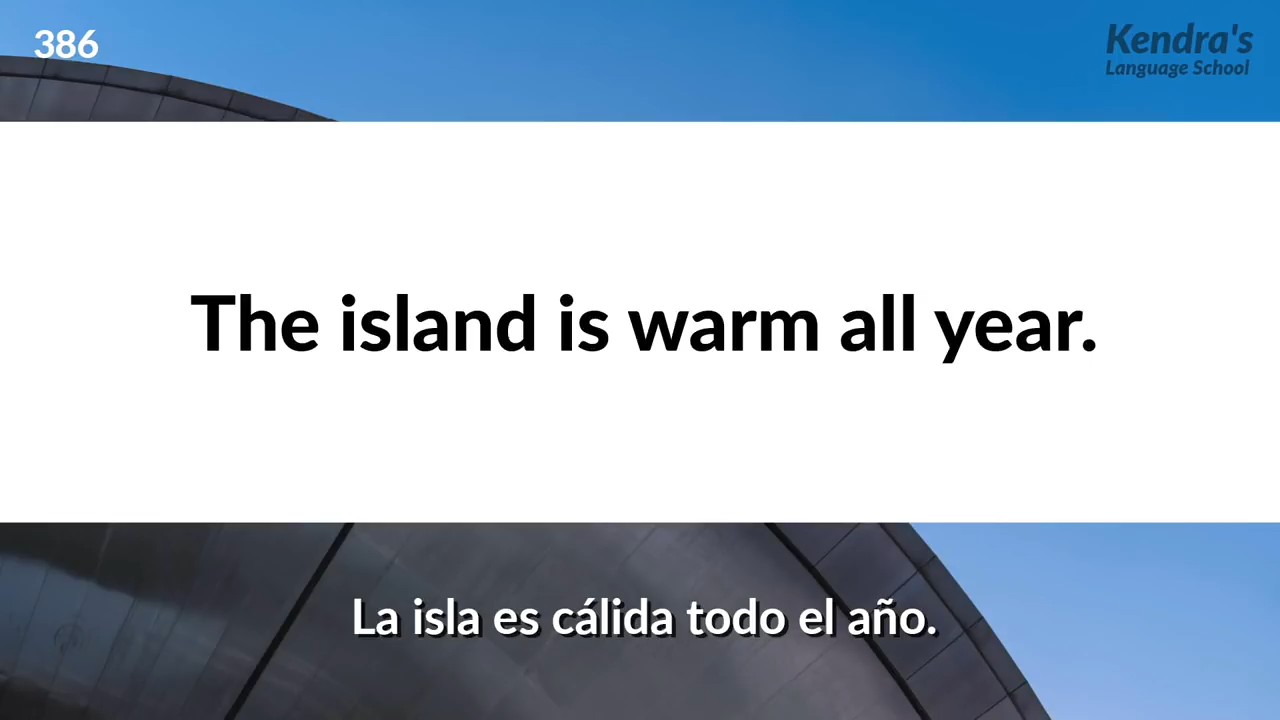 386
Kendra's
Language School
The island is warm all year.
La isla es cálida todo el año.